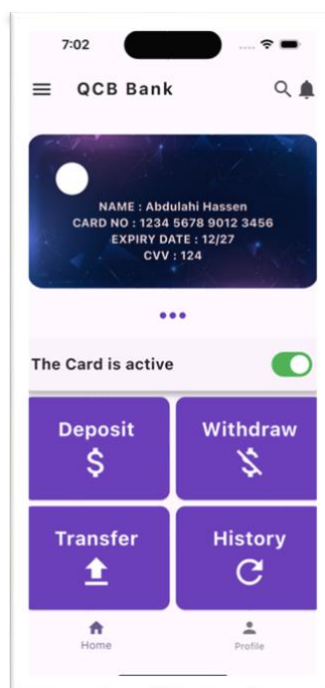 7:02
QCB Bank
NAME : Abdulahi Hassen
CARD NO : 1234 5678 9012 3456
EXPIRY DATE : 12/27
CVV : 124
The Card is active
Deposit
Withdraw
Transfer
History
Home
Profile